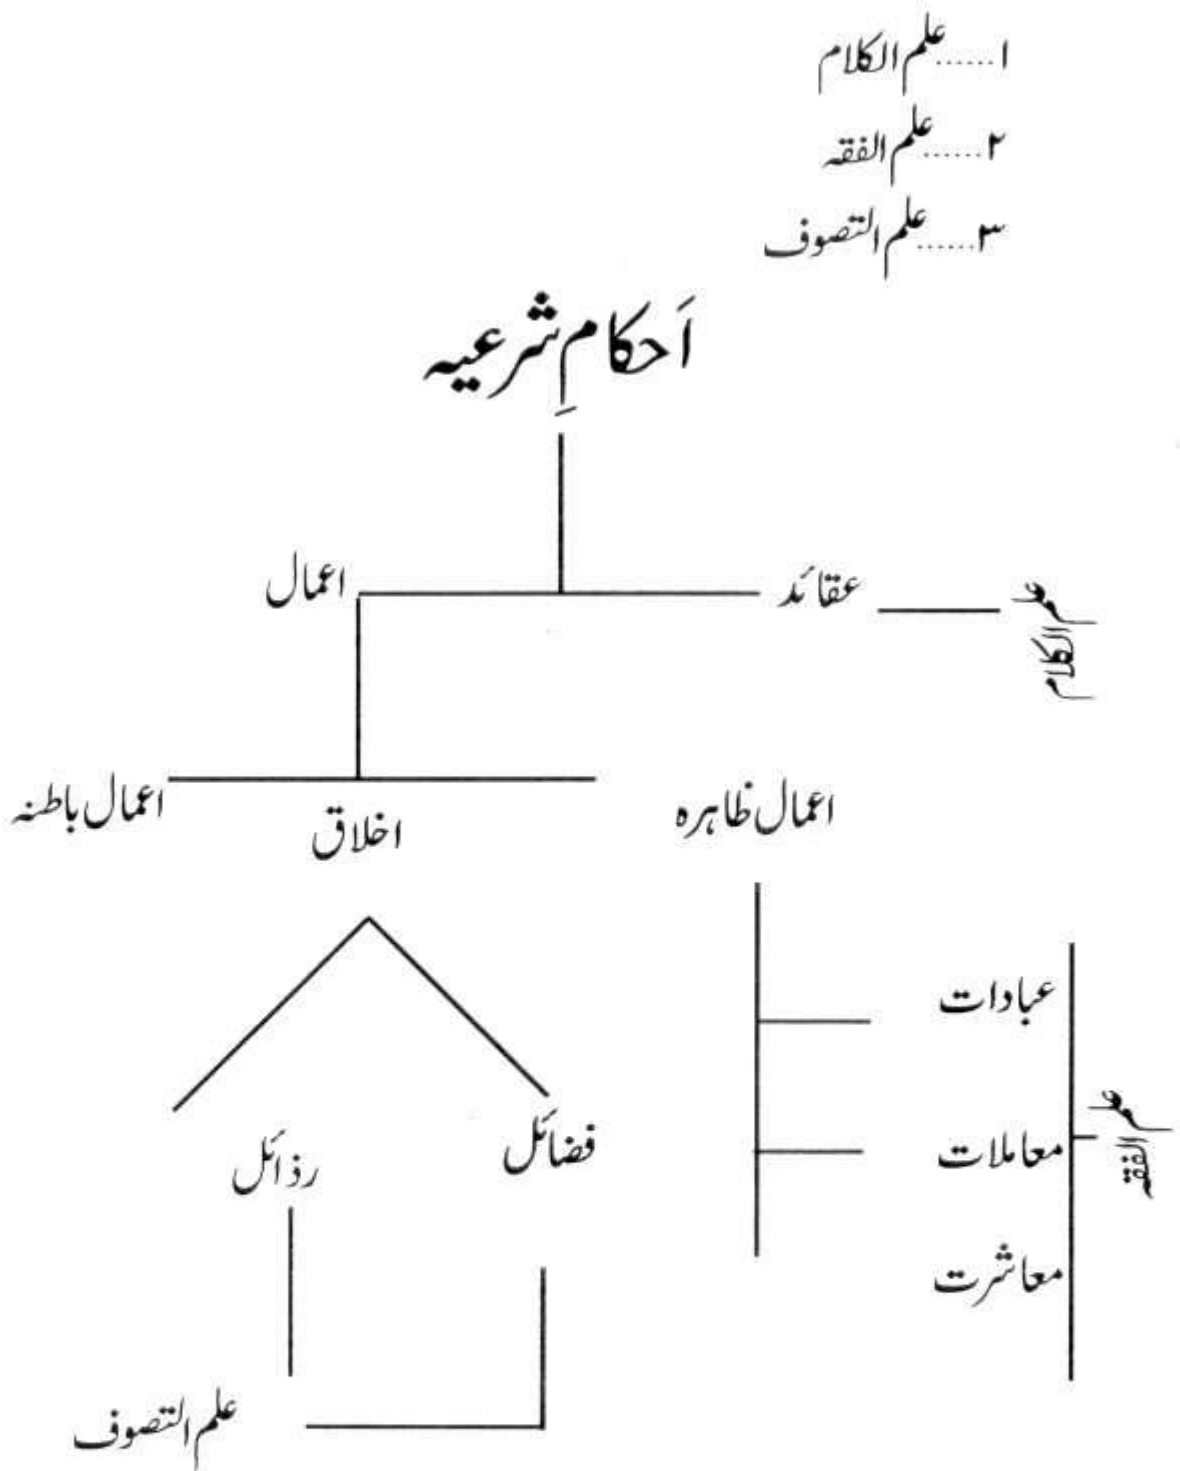 ۱......علم الکلام
۲......علم الفقہ
۳......علم التصوف
اَحکامِ شرعیہ
علم الکلام
عقائد
اعمال
اعمال ظاہرہ
اخلاق
اعمال باطنہ
عبادات
علم الفقہ
معاملات
معاشرت
فضائل
رذائل
علم التصوف